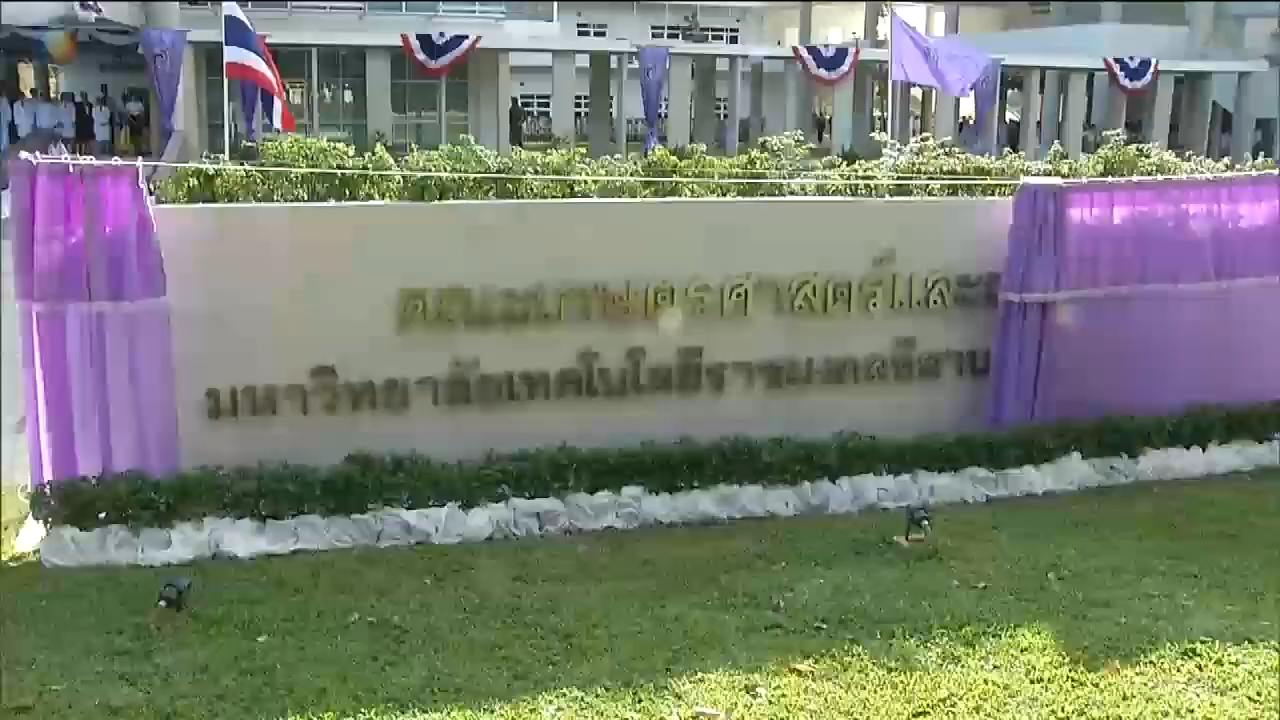 คณะเกษตรศาสตร์และ
มหาวิทยาลัยเทคโนโลยีราชมงคลอีสาน